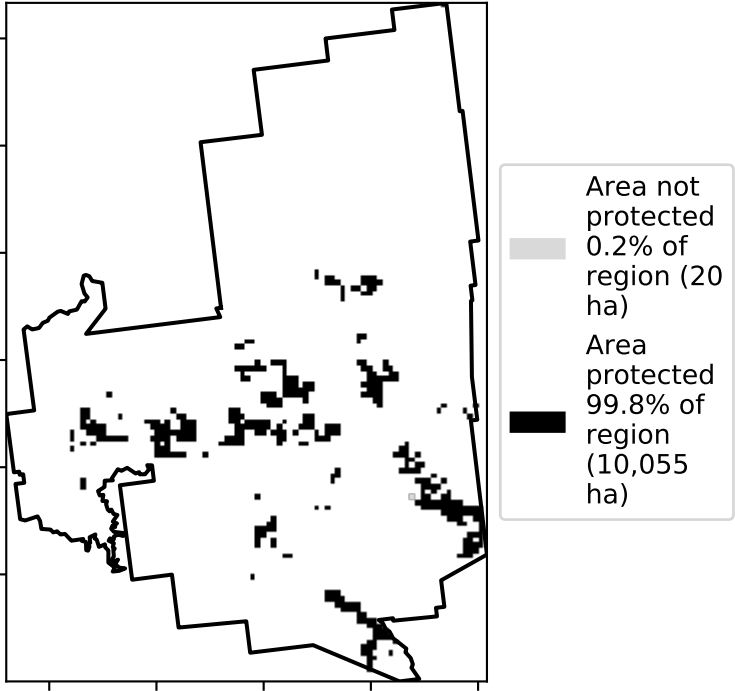 Area not
protected
0.2% of
region (20
ha)
Area
protected
99.8% of
region
(10,055
ha)